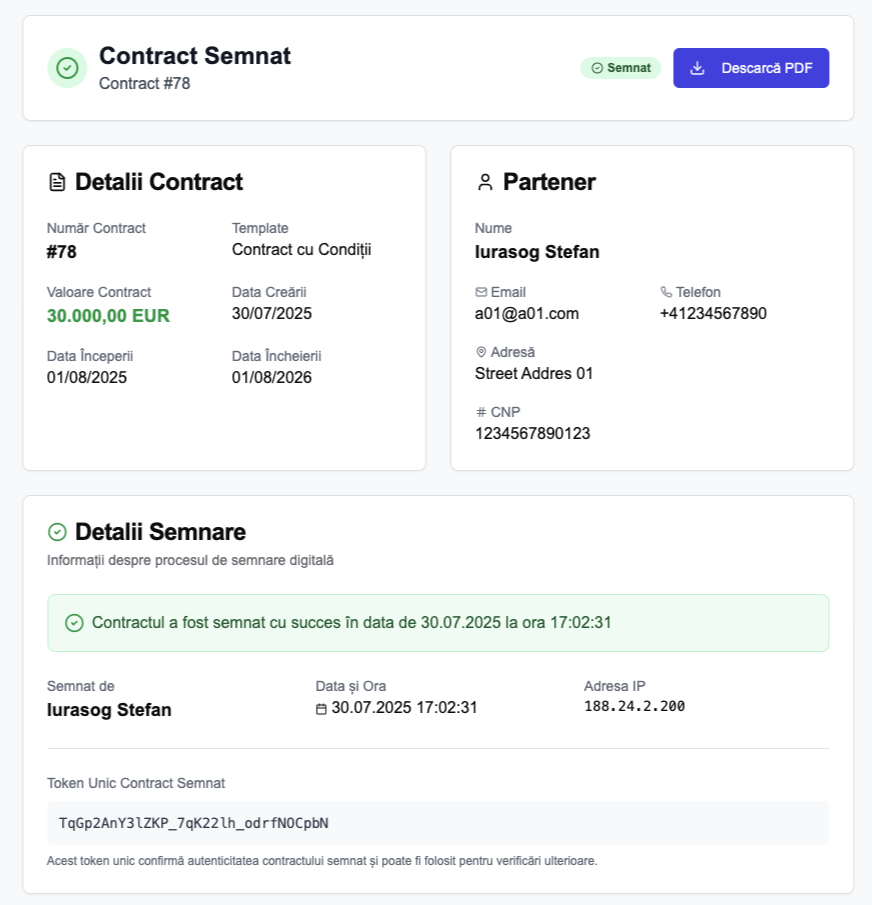 Contract Semnat
Contract #78
Semnat
Descarcă PDF
Detalii Contract
Număr Contract
#78
Template
Contract cu Condiții
Valoare Contract
30.000,00 EUR
Data Creării
30/07/2025
Data Începerii
01/08/2025
Data Încheierii
01/08/2026
Partener
Nume
Iurasog Stefan
Email
a01@a01.com
Telefon
+41234567890
Adresă
Street Addres 01
# CNP
1234567890123
Detalii Semnare
Informații despre procesul de semnare digitală
Contractul a fost semnat cu succes în data de 30.07.2025 la ora 17:02:31
Semnat de
Iurasog Stefan
Data și Ora
30.07.2025 17:02:31
Adresa IP
188.24.2.200
Token Unic Contract Semnat
TqGp2AnY3lZKP_7qK22lh_odrfNOCpbN
Acest token unic confirmă autenticitatea contractului semnat și poate fi folosit pentru verificări ulterioare.